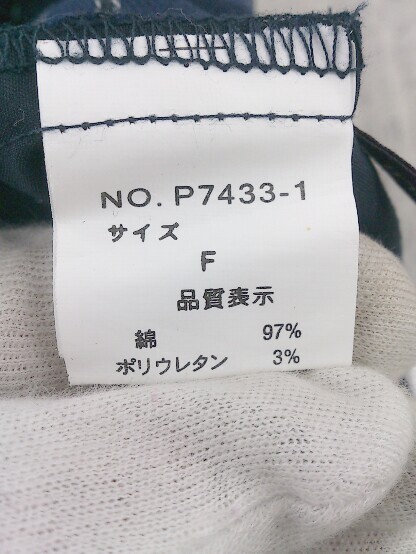 NO. P7433-1
サイズ
F
品質表示
綿 97%
ポリウレタン 3%